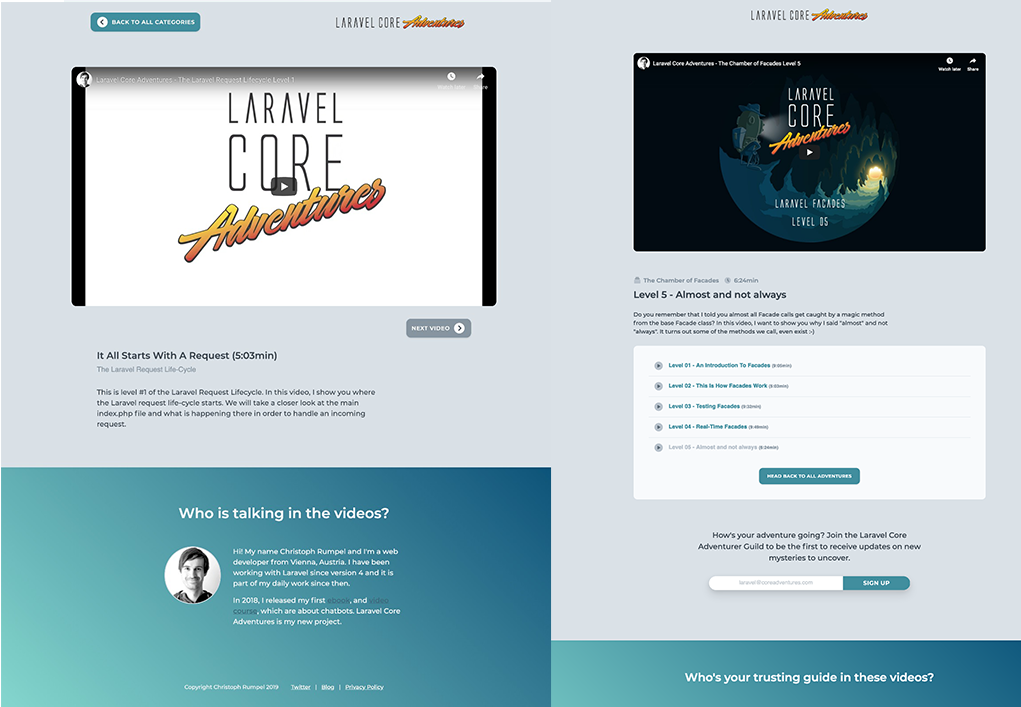 BACK TO ALL CATEGORIES
LARAVEL CORE Adventures
Laravel Core Adventures - The Laravel Request Lifecycle Level 1
Watch later
Share
LARAVEL
CORE
Adventures
NEXT VIDEO
It All Starts With A Request (5:03min)
The Laravel Request Life-Cycle
This is level #1 of the Laravel Request Lifecycle. In this video, I show you where
the Laravel request life-cycle starts. We will take a closer look at the main
index.php file and what is happening there in order to handle an incoming
request.
Who is talking in the videos?
Hi! My name Christoph Rumpel and I'm a web
developer from Vienna, Austria. I have been
working with Laravel since version 4 and it is
part of my daily work since then.
In 2018, I released my first ebook, and video
course, which are about chatbots. Laravel Core
Adventures is my new project.
Copyright Christoph Rumpel 2019 Twitter | Blog | Privacy Policy
LARAVEL CORE Adventures
Laravel Core Adventures - The Chamber of Facades Level 5
Watch later
Share
LARAVEL
CORE
Adventures
LARAVEL FACADES
LEVEL 05
The Chamber of Facades 6:24min
Level 5 - Almost and not always
Do you remember that I told you almost all Facade calls get caught by a magic method
from the base Facade class? In this video, I want to show you why I said "almost" and not
"always". It turns out some of the methods we call, even exist :-)
Level 01 - An Introduction To Facades
Level 02 - This Is How Facades Work
Level 03 - Testing Facades
Level 04 - Real-Time Facades
Level 05 - Almost and not always (6:24min)
HEAD BACK TO ALL ADVENTURES
How's your adventure going? Join the Laravel Core
Adventurer Guild to be the first to receive updates on new
mysteries to uncover.
laravel@coreadventures.com
SIGN UP
Who's your trusting guide in these videos?